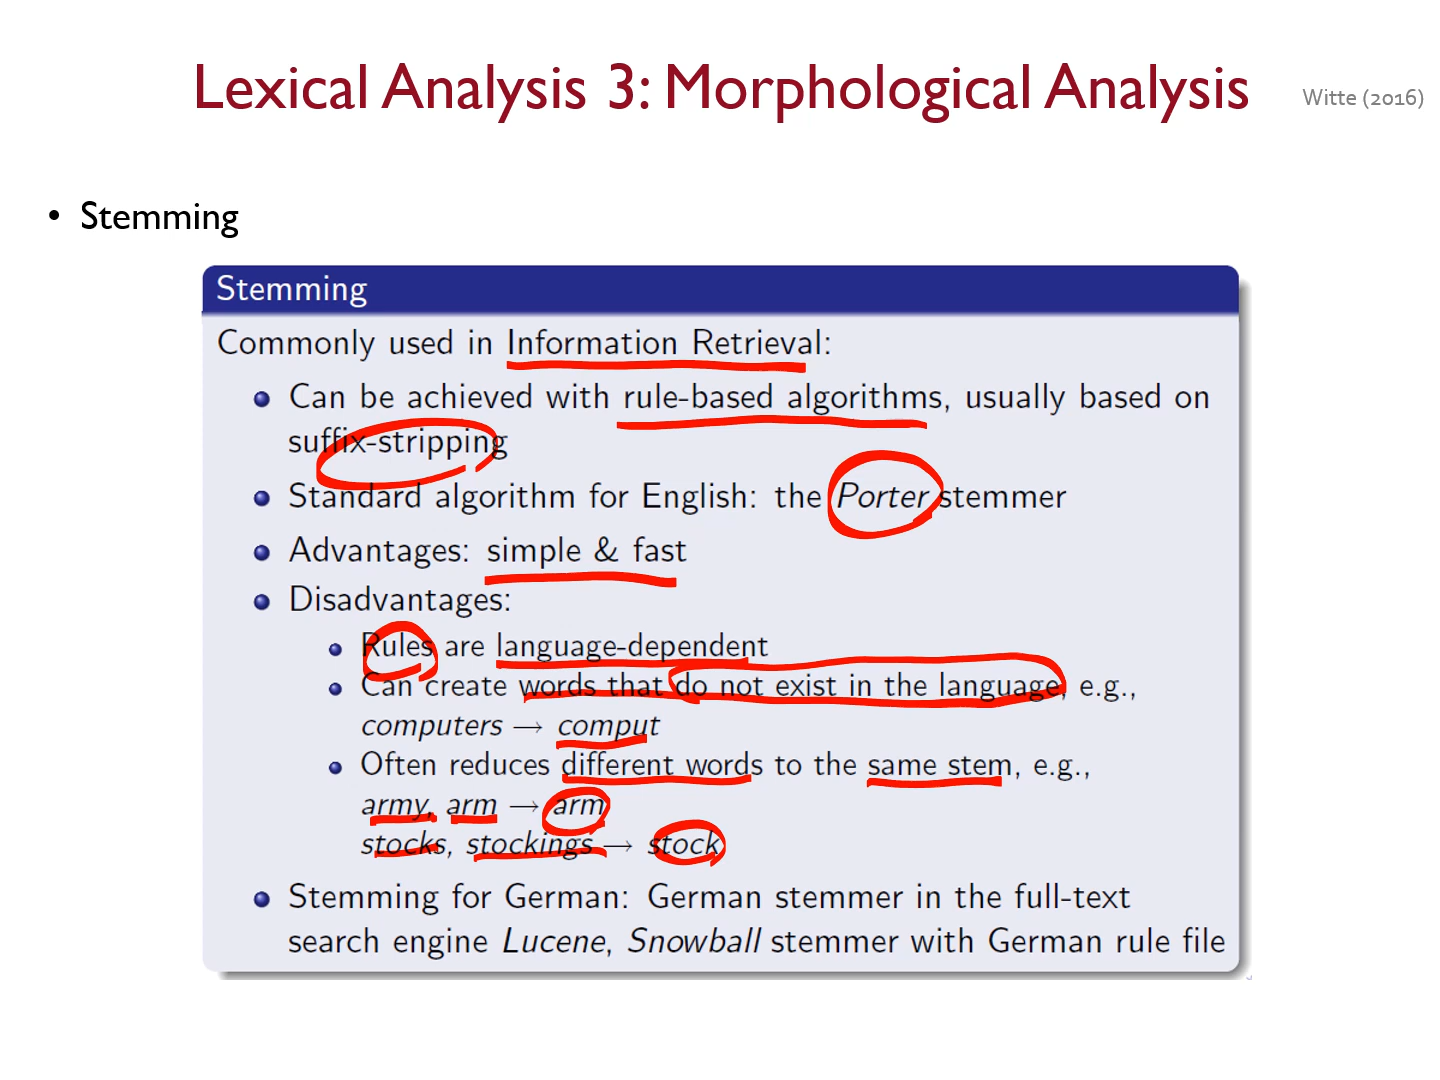 Lexical Analysis 3: Morphological Analysis
Witte (2016)
• Stemming
Stemming
Commonly used in Information Retrieval:
Can be achieved with rule-based algorithms, usually based on
suffix-stripping
Standard algorithm for English: the Porter stemmer
Advantages: simple & fast
Disadvantages:
Rules are language-dependent
Can create words that do not exist in the language, e.g.,
computers → comput
Often reduces different words to the same stem, e.g.,
army, arm → arm
stocks, stockings → stock
Stemming for German: German stemmer in the full-text
search engine Lucene, Snowball stemmer with German rule file